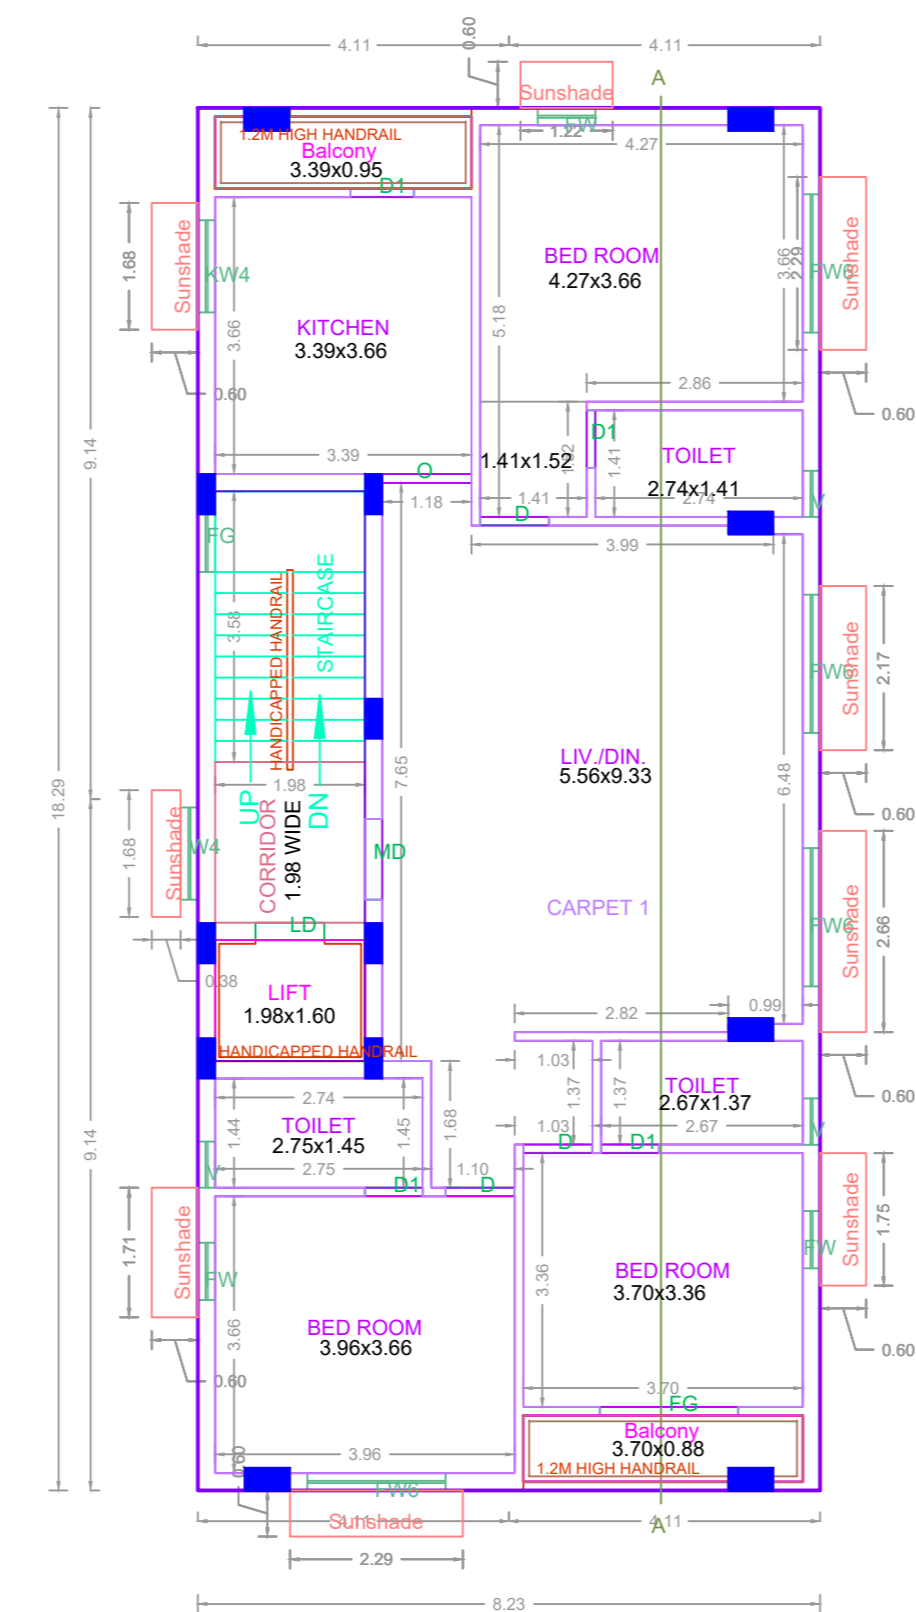 0.60
4.11
4.11
A
Sunshade
FW
1.22
4.27
1.2M HIGH HANDRAIL
Balcony
3.39x0.95
D1
Sunshade
1.68
KW4
0.60
KITCHEN
3.39x3.66
3.66
3.39
BED ROOM
4.27x3.66
5.18
3.66
2.29
FW6
Sunshade
0.60
2.86
O
1.18
1.41x1.52
1.41
D
D1
1.41
TOILET
2.74x1.41
2.74
V
3.99
9.14
18.29
FG
3.58
HANDICAPPED HANDRAIL
STAIRCASE
UP
DN
1.98
CORRIDOR
1.98 WIDE
7.65
MD
LIV./DIN.
5.56x9.33
CARPET 1
6.48
FW6
Sunshade
2.17
0.60
FW6
Sunshade
2.66
0.60
1.68
Sunshade
W4
0.38
LD
LIFT
1.98x1.60
HANDICAPPED HANDRAIL
2.82
0.99
1.03
1.37
1.37
1.03
TOILET
2.67x1.37
2.67
V
D
D1
2.74
1.44
TOILET
2.75x1.45
1.45
2.75
1.68
1.10
V
D1
D
9.14
1.71
Sunshade
FW
0.60
3.66
BED ROOM
3.96x3.66
3.96
3.36
BED ROOM
3.70x3.36
3.70
FW
Sunshade
1.75
0.60
FG
Balcony
3.70x0.88
1.2M HIGH HANDRAIL
0.60
FW6
Sunshade
4.11
4.11
A
2.29
8.23